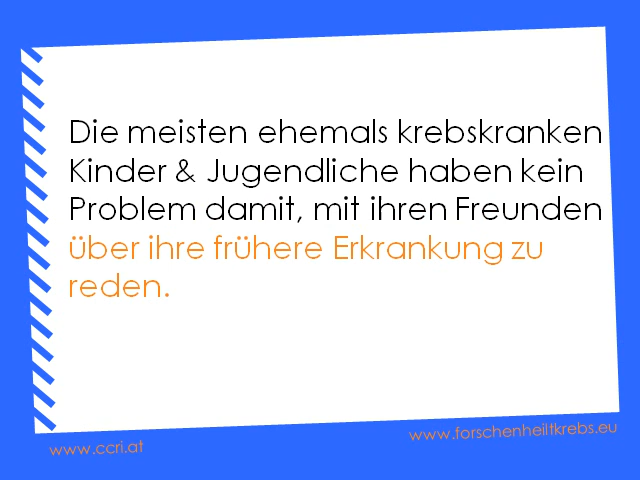 Die meisten ehemals krebskranken
Kinder & Jugendliche haben kein
Problem damit, mit ihren Freunden
über ihre frühere Erkrankung zu
reden.
www.ccri.at
www.forschenheiltkrebs.eu